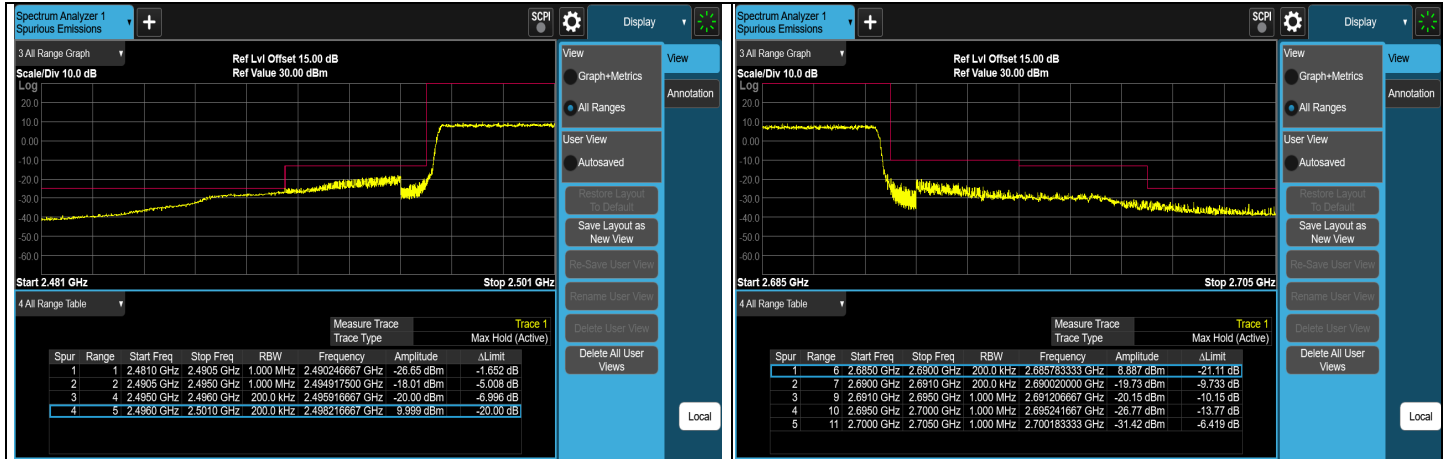 Spectrum Analyzer 1
Spurious Emissions
+
SCPI
Display
3 All Range Graph
Ref Lvl Offset 15.00 dB
Scale/Div 10.0 dB
Ref Value 30.00 dBm
Log
20.0
10.0
0.00
-10.0
-20.0
-30.0
-40.0
-50.0
-60.0
Start 2.481 GHz
Stop 2.501 GHz
View
Graph+Metrics
All Ranges
User View
Autosaved
Restore Layout
To Default
Save Layout as
New View
Re-Save User View
Rename User View
Delete User View
Delete All User
Views
View
Annotation
Local
4 All Range Table
Measure Trace Trace 1
Trace Type Max Hold (Active)
Spur Range Start Freq Stop Freq RBW Frequency Amplitude ΔLimit
1 1 2.4810 GHz 2.4905 GHz 1.000 MHz 2.490246667 GHz -26.65 dBm -1.652 dB
2 2 2.4905 GHz 2.4950 GHz 1.000 MHz 2.494917500 GHz -18.01 dBm -5.008 dB
3 4 2.4950 GHz 2.4960 GHz 200.0 kHz 2.495916667 GHz -20.00 dBm -6.996 dB
4 5 2.4960 GHz 2.5010 GHz 200.0 kHz 2.498216667 GHz 9.999 dBm -20.00 dB
Spectrum Analyzer 1
Spurious Emissions
+
SCPI
Display
3 All Range Graph
Ref Lvl Offset 15.00 dB
Scale/Div 10.0 dB
Ref Value 30.00 dBm
Log
20.0
10.0
0.00
-10.0
-20.0
-30.0
-40.0
-50.0
-60.0
Start 2.685 GHz
Stop 2.705 GHz
View
Graph+Metrics
All Ranges
User View
Autosaved
Restore Layout
To Default
Save Layout as
New View
Re-Save User View
Rename User View
Delete User View
Delete All User
Views
View
Annotation
Local
4 All Range Table
Measure Trace Trace 1
Trace Type Max Hold (Active)
Spur Range Start Freq Stop Freq RBW Frequency Amplitude ΔLimit
1 6 2.6850 GHz 2.6900 GHz 200.0 kHz 2.685783333 GHz 8.887 dBm -21.11 dB
2 7 2.6900 GHz 2.6910 GHz 200.0 kHz 2.690020000 GHz -19.73 dBm -9.733 dB
3 9 2.6910 GHz 2.6950 GHz 1.000 MHz 2.691206667 GHz -20.15 dBm -10.15 dB
4 10 2.6950 GHz 2.7000 GHz 1.000 MHz 2.695241667 GHz -26.77 dBm -13.77 dB
5 11 2.7000 GHz 2.7050 GHz 1.000 MHz 2.700183333 GHz -31.42 dBm -6.419 dB